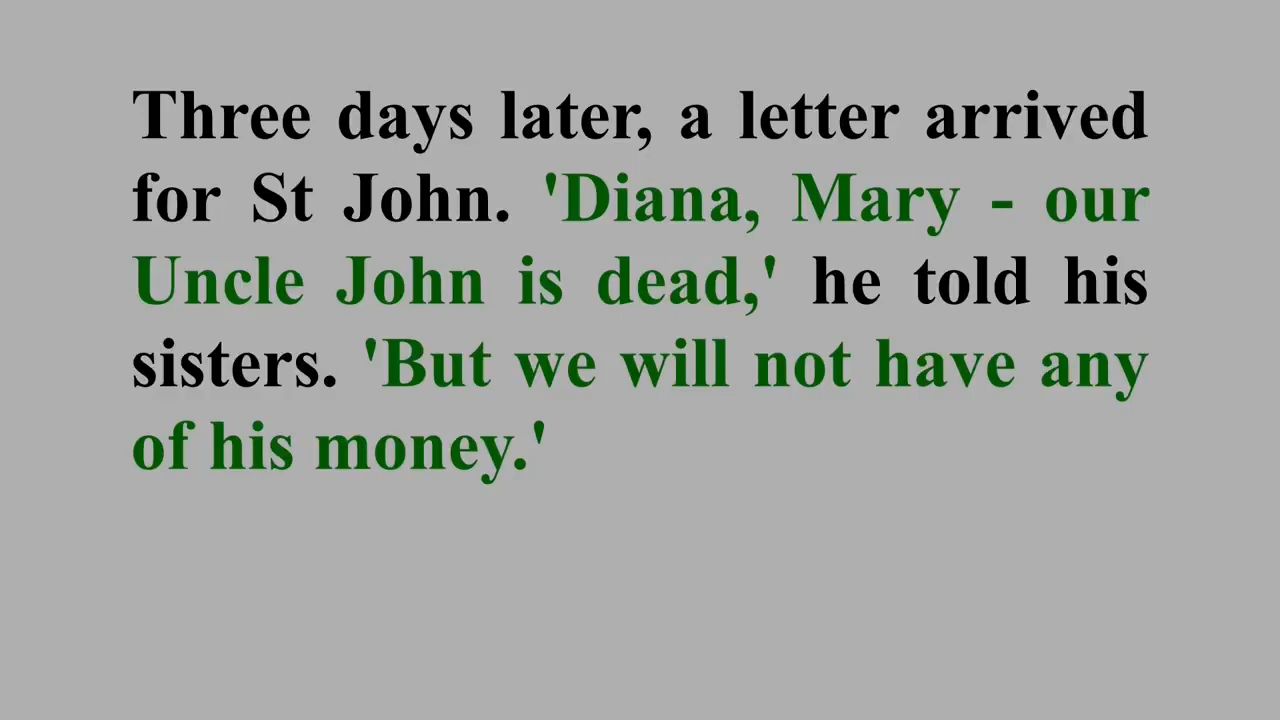 Three days later, a letter arrived
for St John. 'Diana, Mary - our
Uncle John is dead,' he told his
sisters. 'But we will not have any
of his money.'